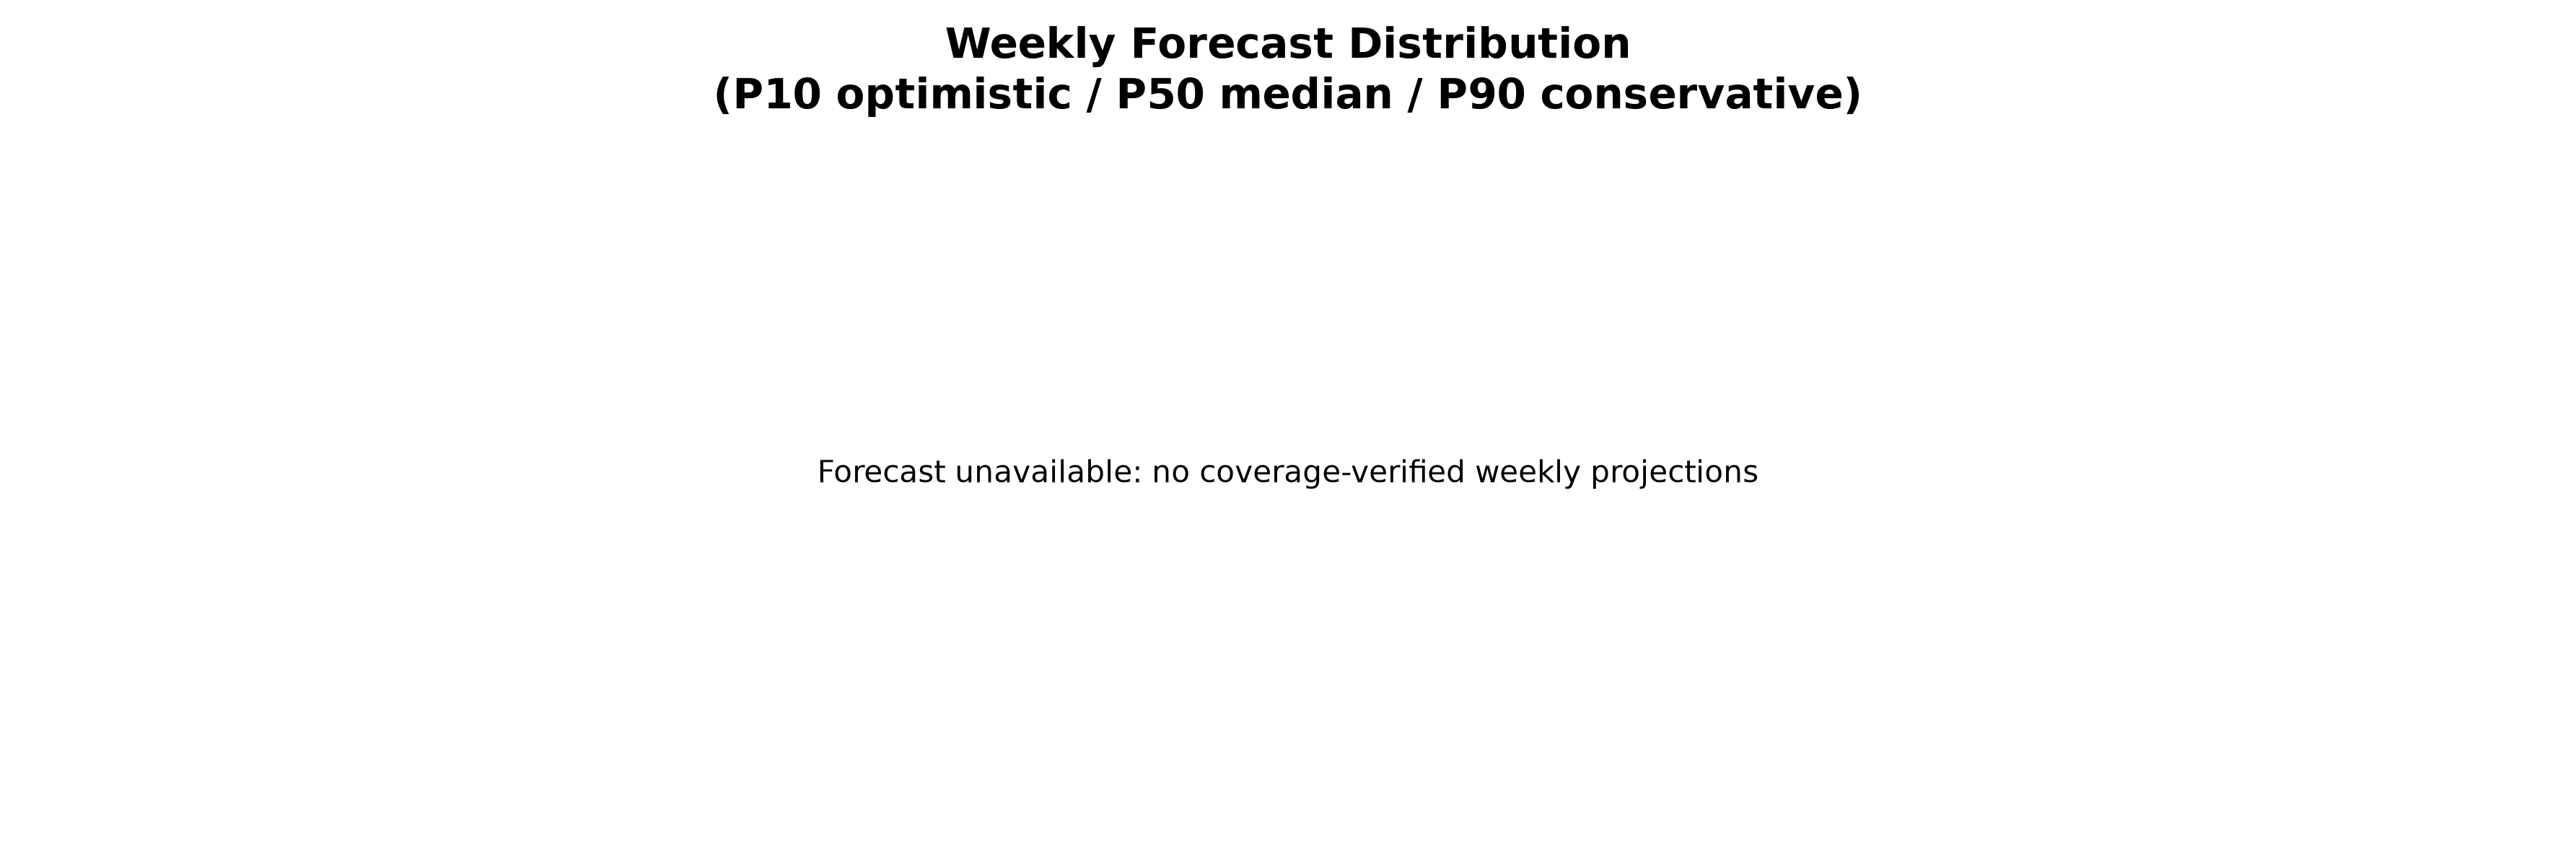 Weekly Forecast Distribution
(P10 optimistic / P50 median / P90 conservative)
Forecast unavailable: no coverage-verified weekly projections